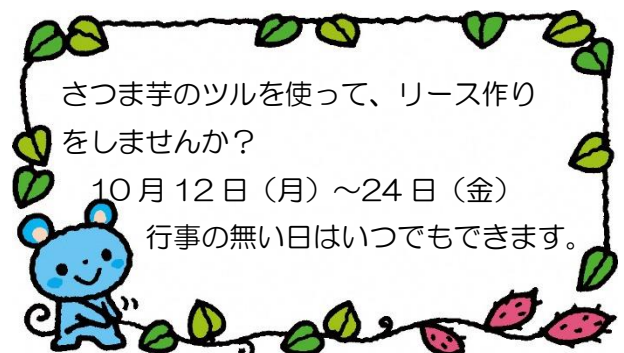 さつま芋のツルを使って、リース作り
をしませんか？
10月12日（月）～24日（金）
行事の無い日はいつでもできます。